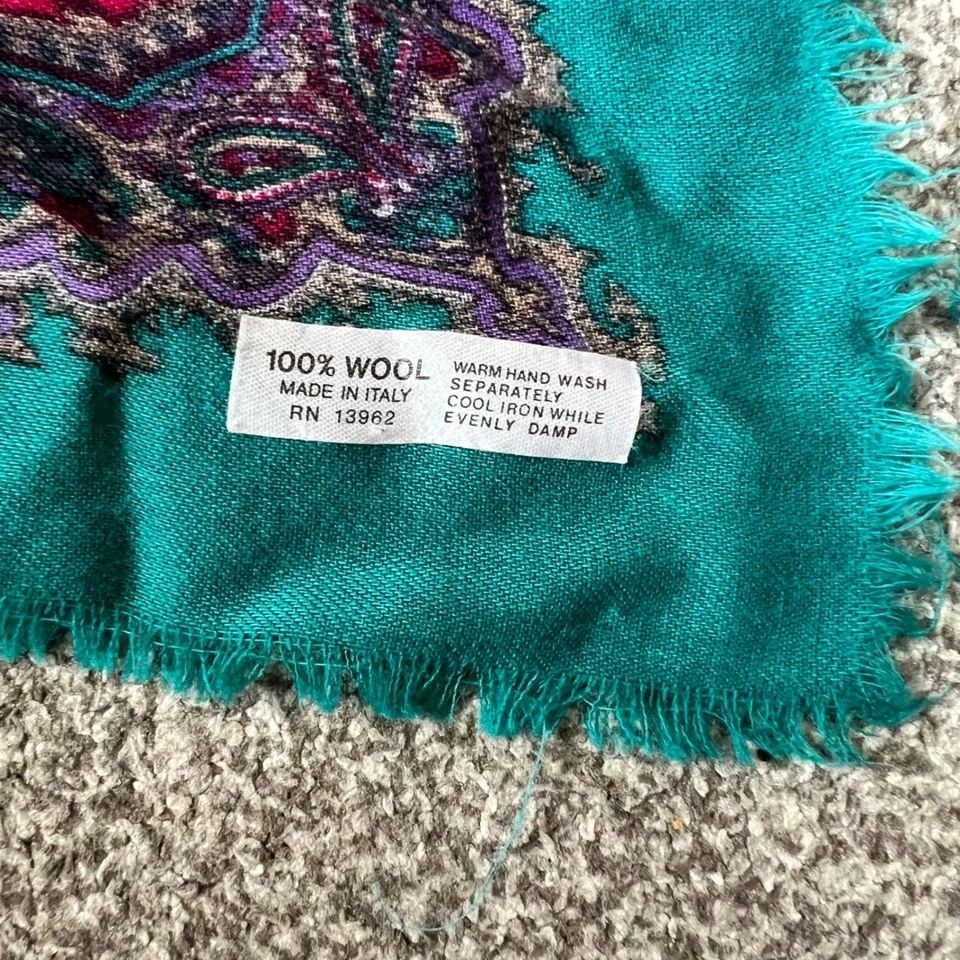 100% WOOL
MADE IN ITALY
RN 13962
WARM HAND WASH
SEPARATELY
COOL IRON WHILE
EVENLY DAMP